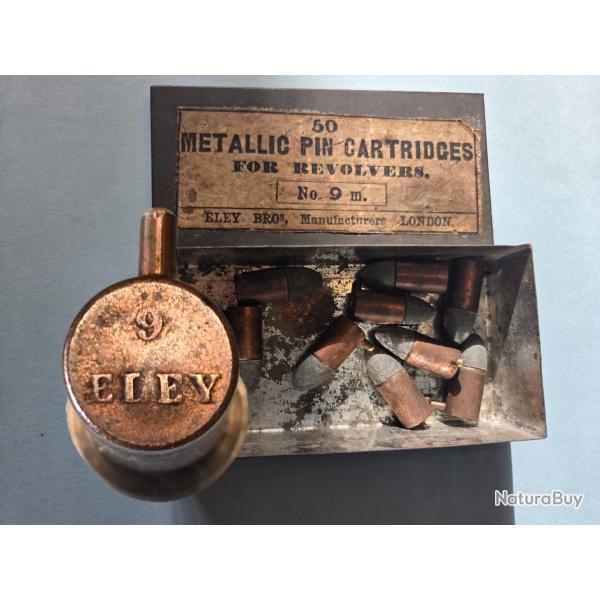 50
METALLIC PIN CARTRIDGES
FOR REVOLVERS.
No. 9 m.
ELEY BROS, Manufacturers LONDON.
9
ELEY
NaturaBuy